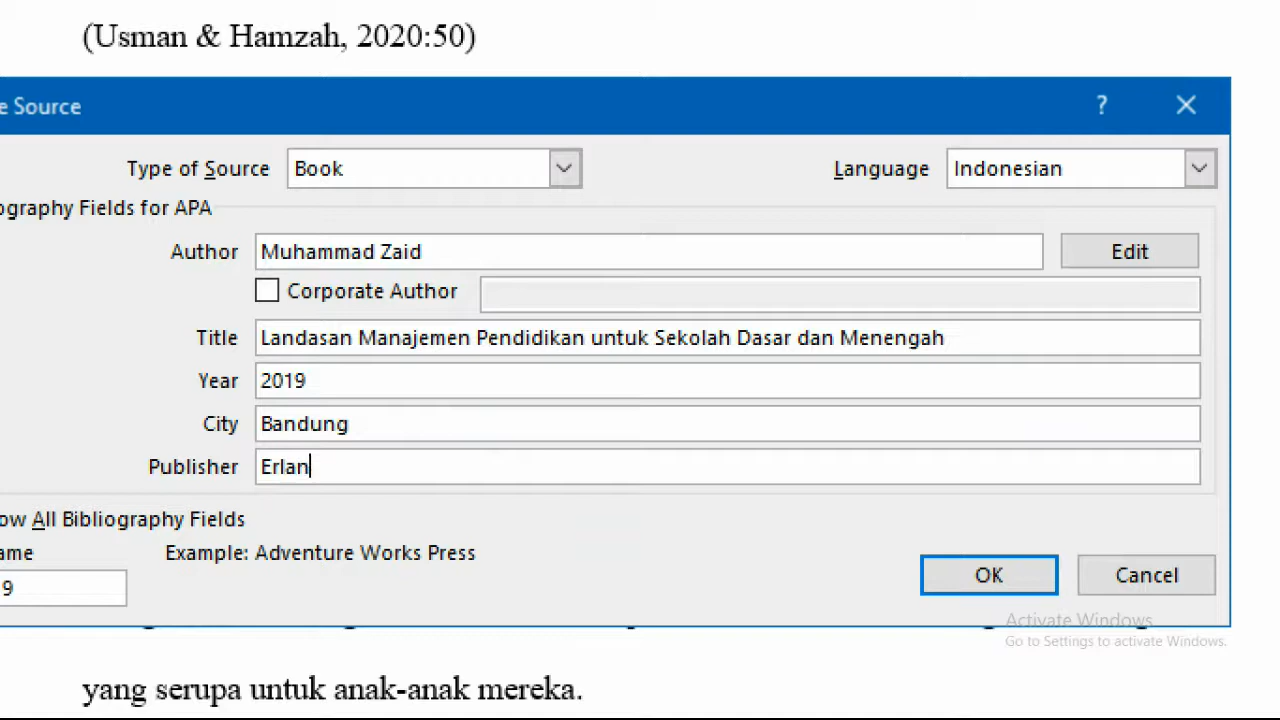 (Usman & Hamzah, 2020:50)
e Source
?
Type of Source Book Language Indonesian
ography Fields for APA
Author Muhammad Zaid Edit
Corporate Author
Title Landasan Manajemen Pendidikan untuk Sekolah Dasar dan Menengah
Year 2019
City Bandung
Publisher Erlan
ow All Bibliography Fields
ame Example: Adventure Works Press
9 OK Cancel
Activate Windows
Go to Settings to activate Windows.
yang serupa untuk anak-anak mereka.